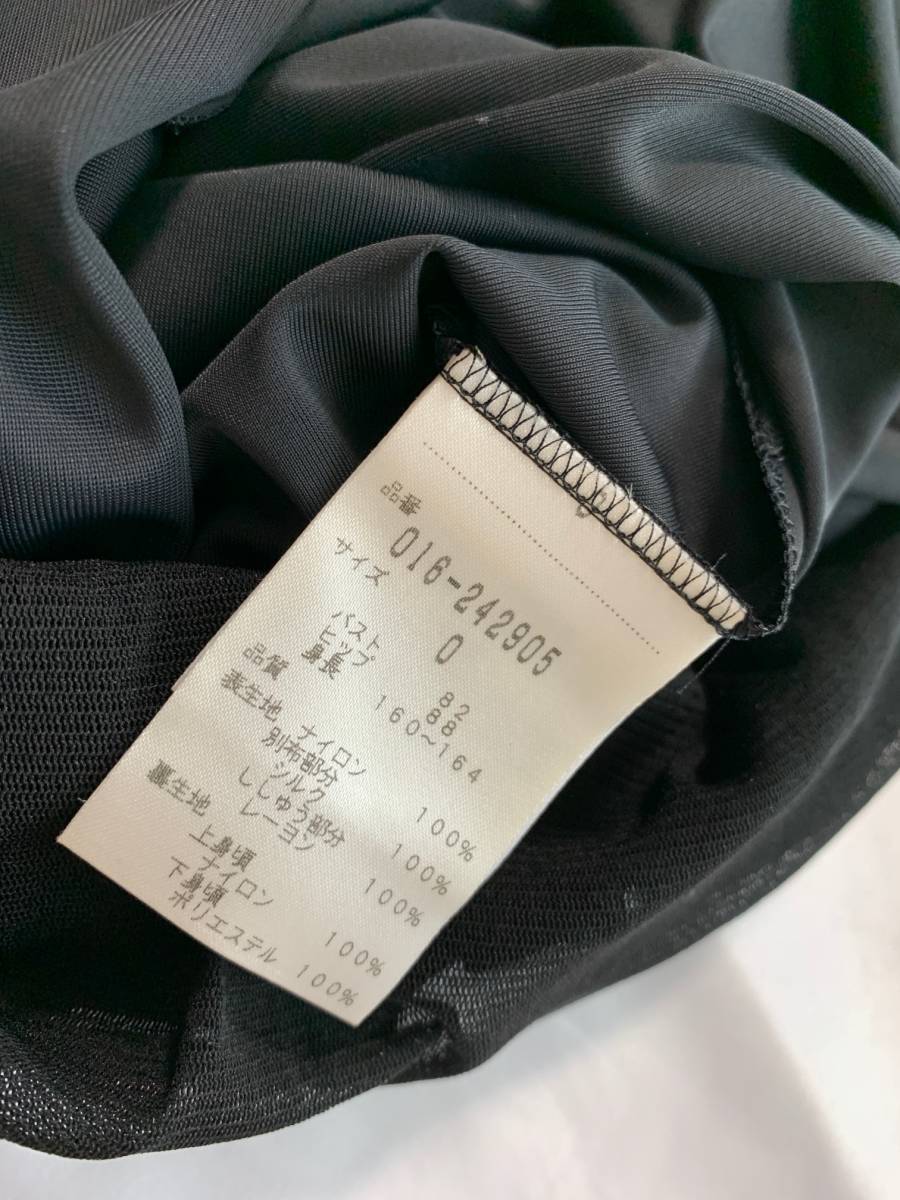 品番
016-242905
サイズ
0
バスト 82
ヒップ 88
身長 160~164
品質
表生地 ナイロン 100%
別布部分
シルク 100%
ししゅう部分
レーヨン 100%
裏生地
上身頃
ナイロン 100%
下身頃
ポリエステル 100%